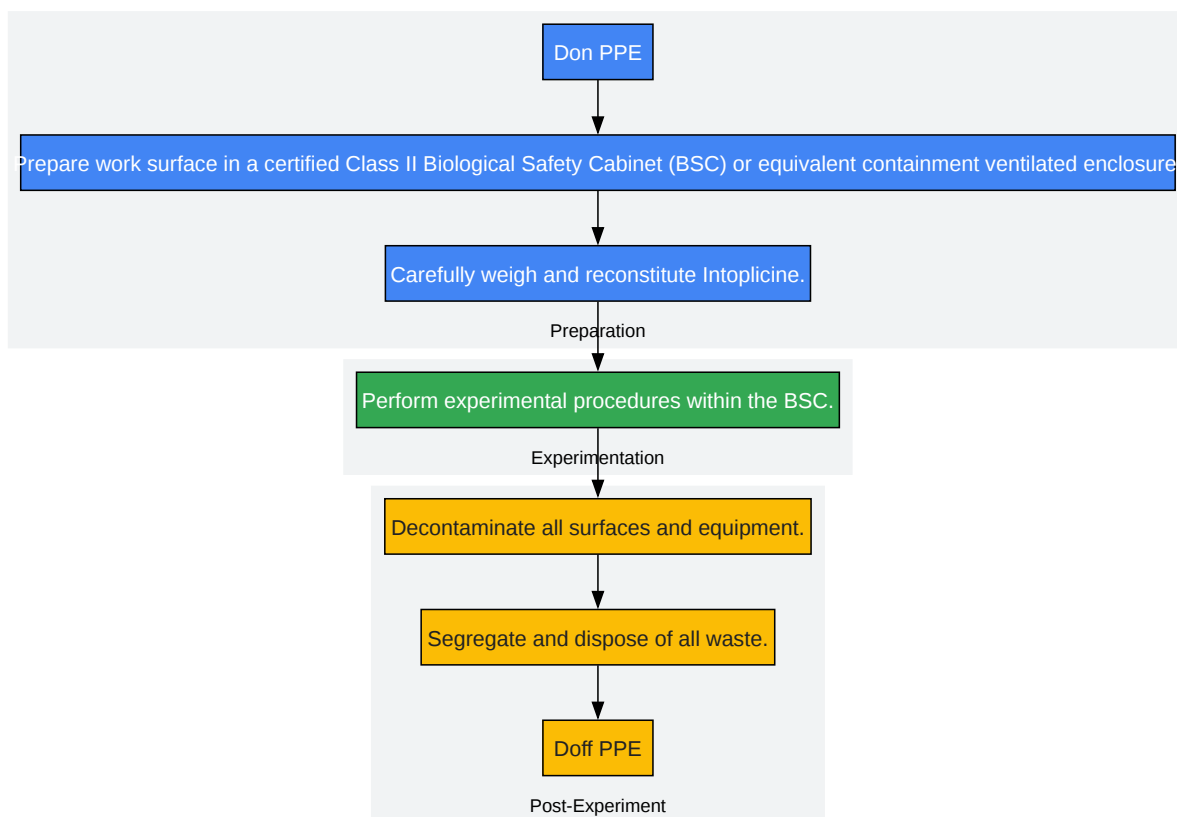 Don PPE
Prepare work surface in a certified Class II Biological Safety Cabinet (BSC) or equivalent containment ventilated enclosure
Carefully weigh and reconstitute Intoplicine.
Preparation
Perform experimental procedures within the BSC.
Experimentation
Decontaminate all surfaces and equipment.
Segregate and dispose of all waste.
Doff PPE
Post-Experiment